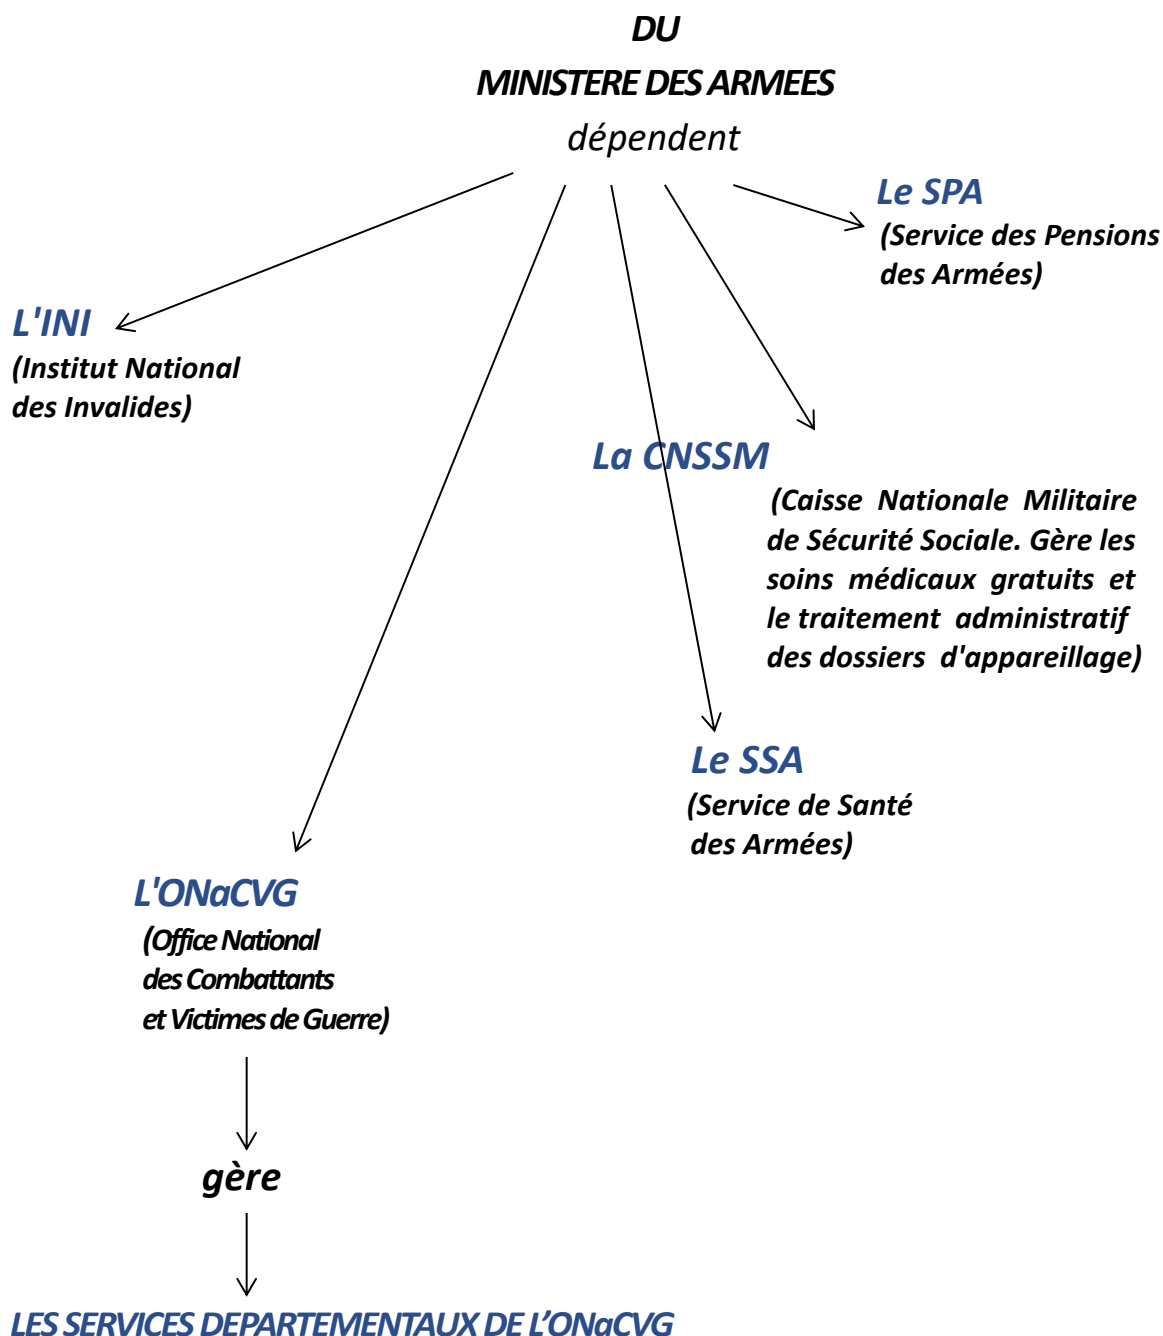 DU
MINISTERE DES ARMEES
dépendent
Le SPA
(Service des Pensions
des Armées)
L'INI
(Institut National
des Invalides)
La CNSSM
(Caisse Nationale Militaire
de Sécurité Sociale. Gère les
soins médicaux gratuits et
le traitement administratif
des dossiers d'appareillage)
Le SSA
(Service de Santé
des Armées)
L'ONaCVG
(Office National
des Combattants
et Victimes de Guerre)
gère
LES SERVICES DEPARTEMENTAUX DE L’ONaCVG